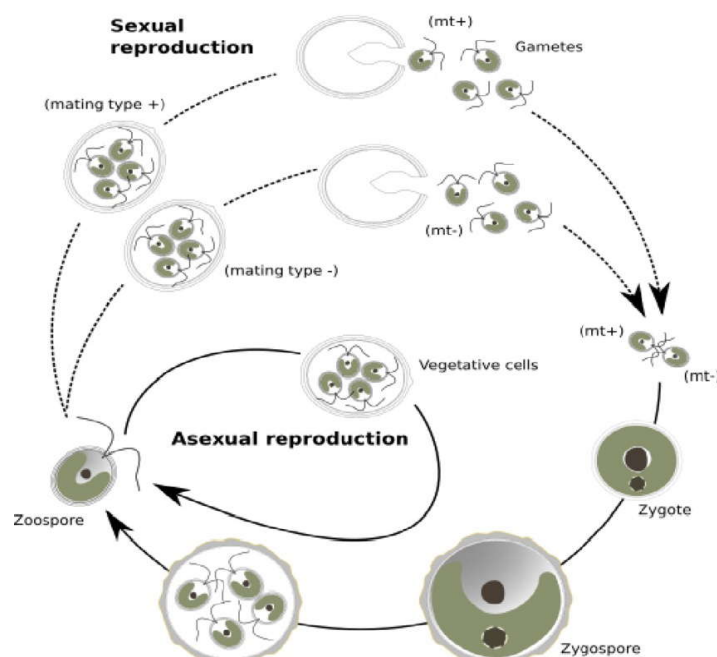 Sexual
reproduction
(mt+)
Gametes
(mating type +)
(mt-)
(mating type -)
(mt+)
(mt-)
Vegetative cells
Asexual reproduction
Zoospore
Zygote
Zygospore